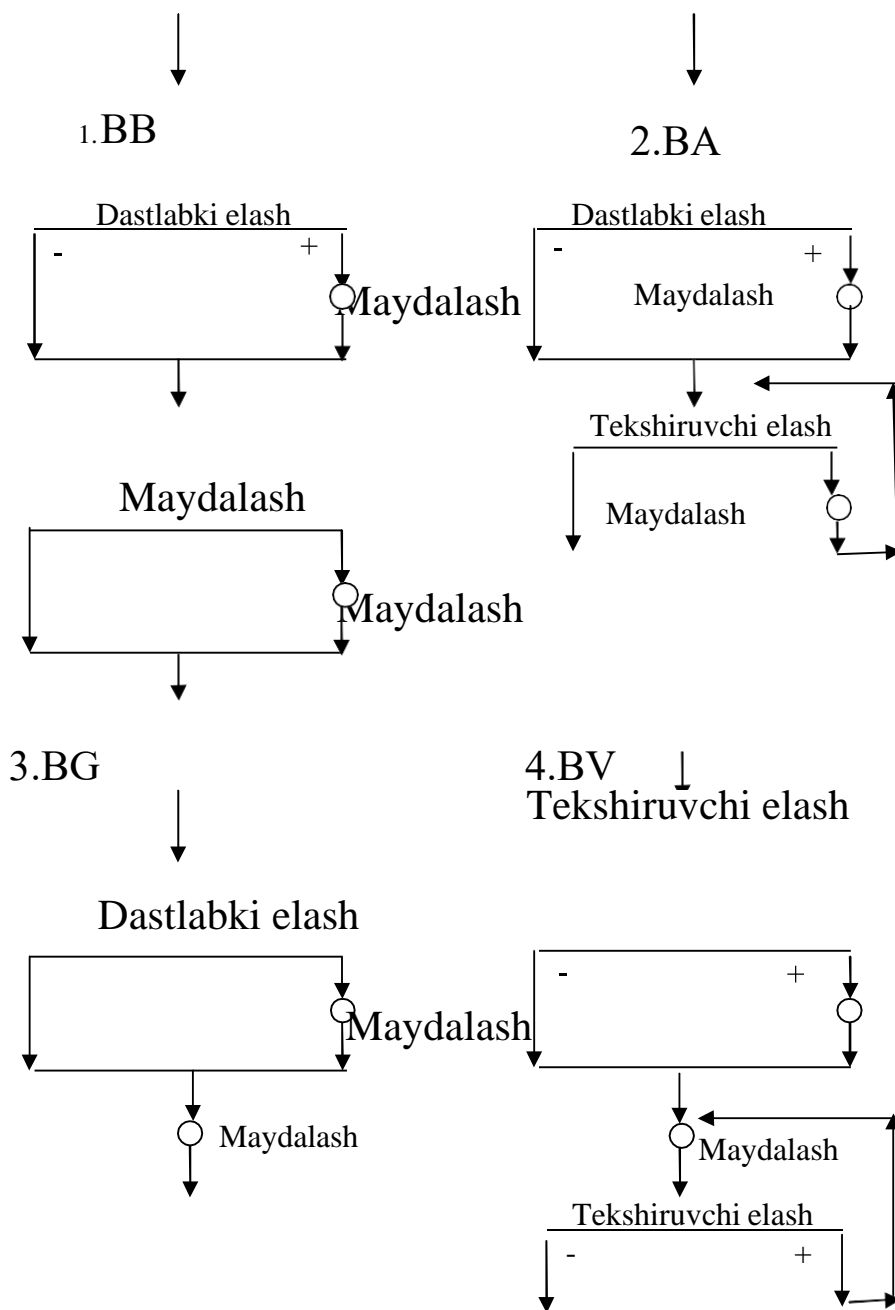 1.BB
2.BA
Dastlabki elash
- +
Maydalash
Maydalash
Maydalash
Dastlabki elash
- +
Maydalash
Tekshiruvchi elash
Maydalash
3.BG
4.BV
Dastlabki elash
Maydalash
Maydalash
Tekshiruvchi elash
- +
Maydalash
Tekshiruvchi elash
- +